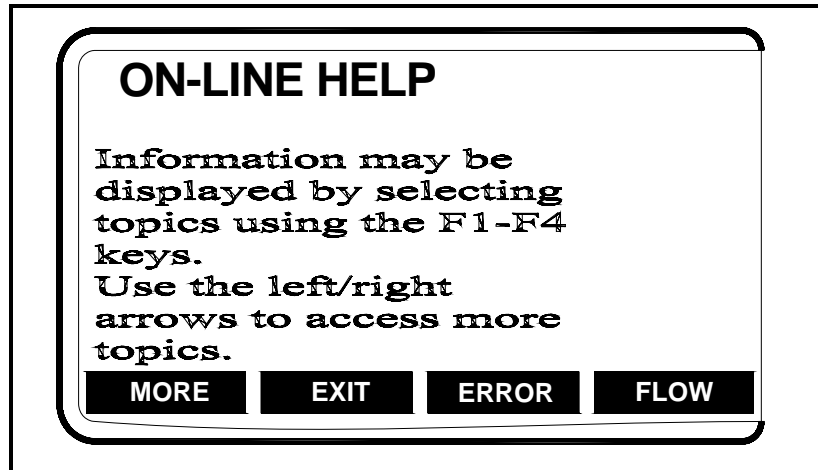 ON-LINE HELP
Information may be
displayed by selecting
topics using the F1-F4
keys.
Use the left/right
arrows to access more
topics.
MORE EXIT ERROR FLOW